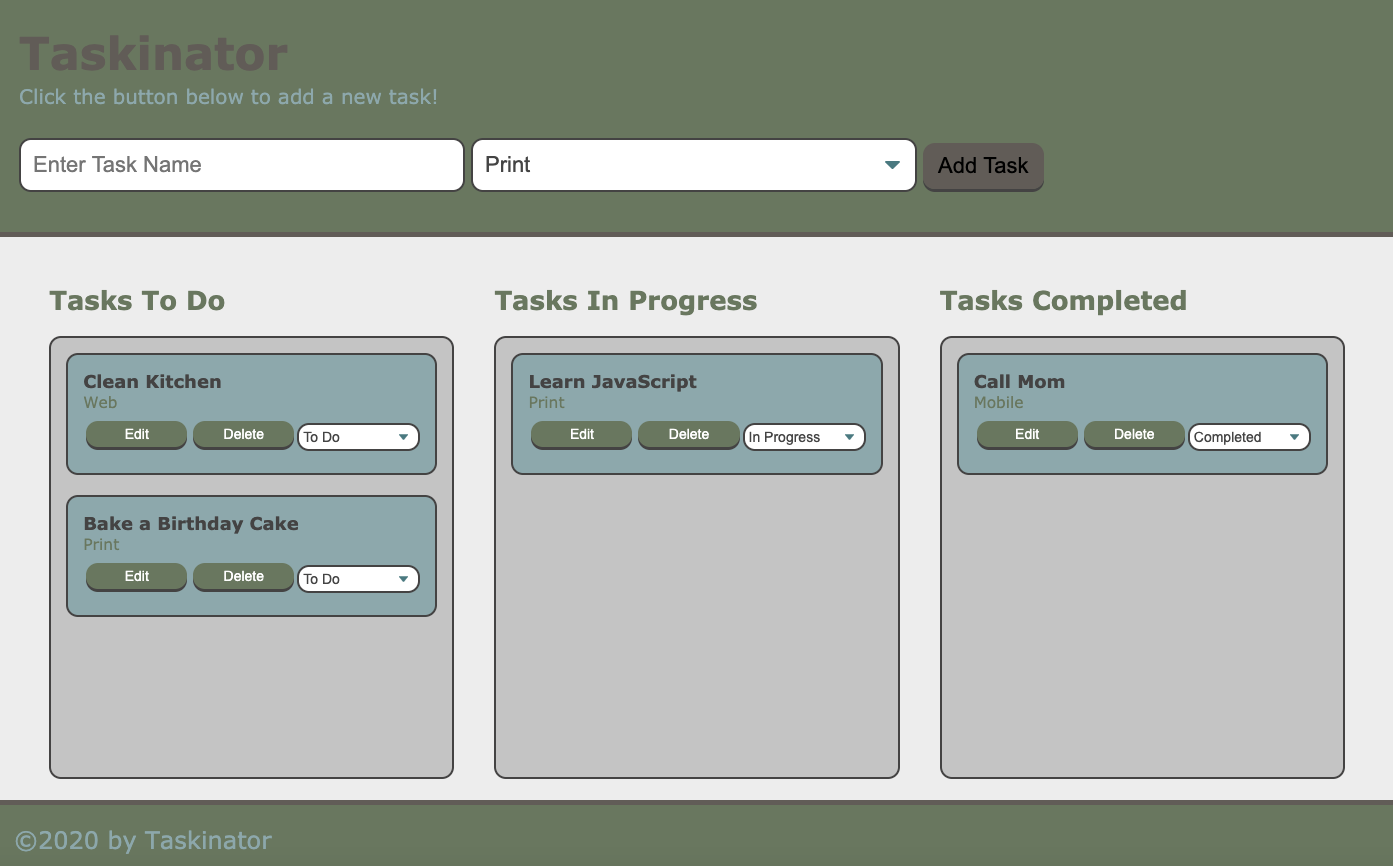 Taskinator
Click the button below to add a new task!
Enter Task Name
Print
Add Task
Tasks To Do
Clean Kitchen
Web
Edit Delete To Do
Bake a Birthday Cake
Print
Edit Delete To Do
Tasks In Progress
Learn JavaScript
Print
Edit Delete In Progress
Tasks Completed
Call Mom
Mobile
Edit Delete Completed
©2020 by Taskinator